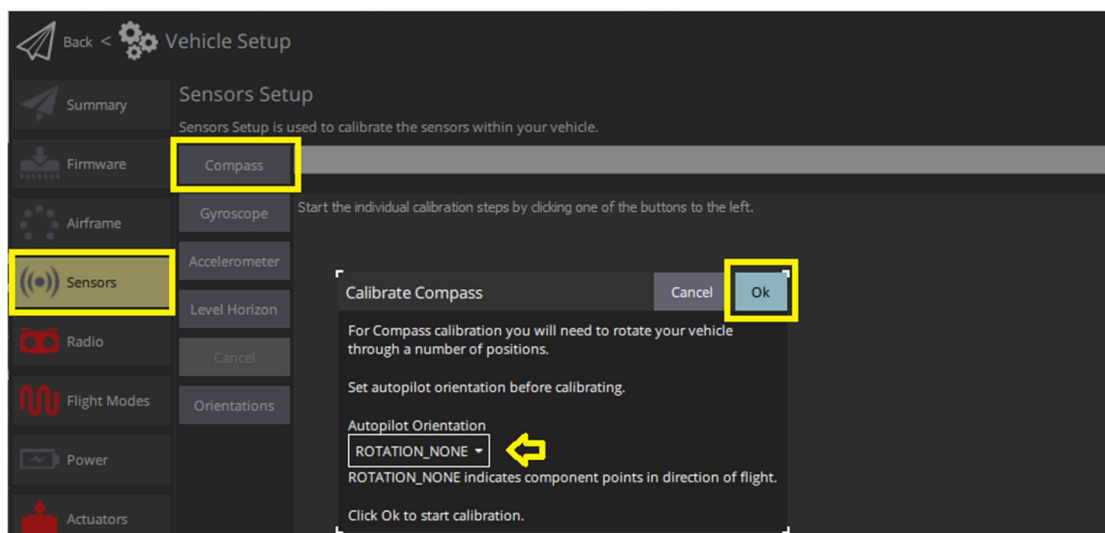 Back < Vehicle Setup
Summary
Firmware
Airframe
Sensors
Radio
Flight Modes
Power
Actuators
Sensors Setup
Sensors Setup is used to calibrate the sensors within your vehicle.
Compass
Gyroscope
Accelerometer
Level Horizon
Cancel
Orientations
Start the individual calibration steps by clicking one of the buttons to the left.
Calibrate Compass
Cancel
Ok
For Compass calibration you will need to rotate your vehicle
through a number of positions.
Set autopilot orientation before calibrating.
Autopilot Orientation
ROTATION_NONE
ROTATION_NONE indicates component points in direction of flight.
Click Ok to start calibration.